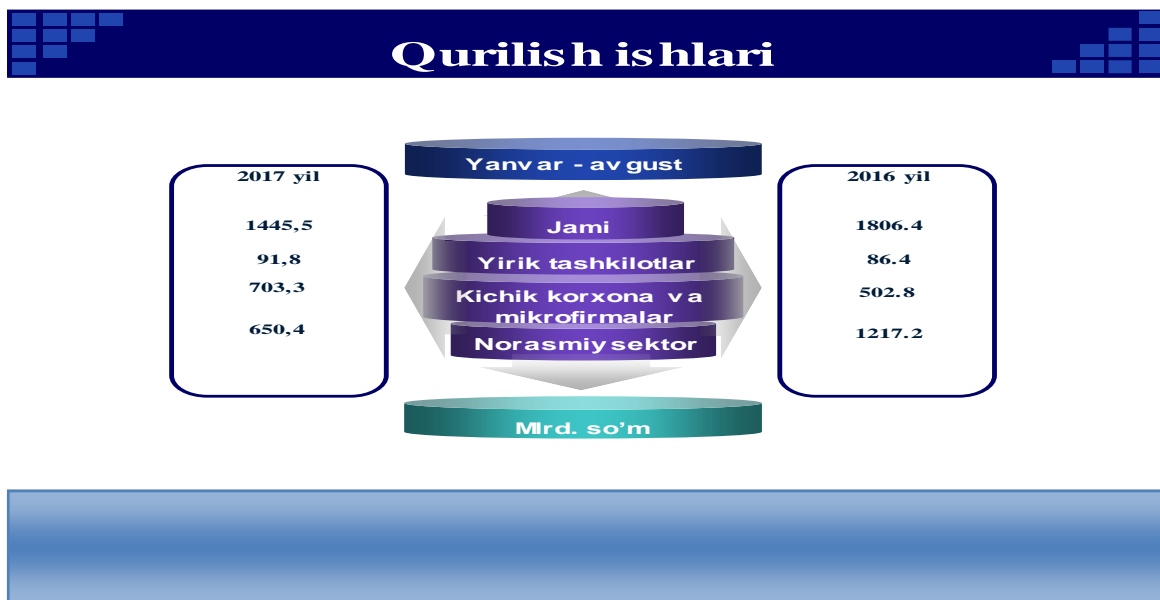 Qurilish ishlari
Yanvar - avgust
2017 yil
1445,5
91,8
703,3
650,4
Jami
Yirik tashkilotlar
Kichik korxona va
mikrofirmalar
Norasmiy sektor
2016 yil
1806.4
86.4
502.8
1217.2
Mlrd. so’m